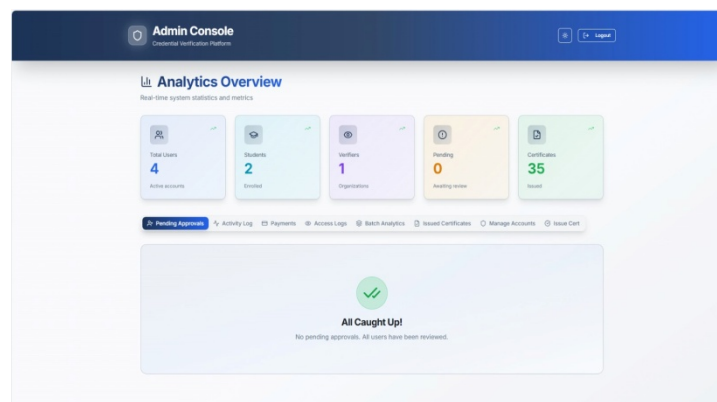 Admin Console
Credential Verification Platform
Logout
Analytics Overview
Real-time system statistics and metrics
Total Users
4
Active accounts
Students
2
Enrolled
Verifiers
1
Organizations
Pending
0
Awaiting review
Certificates
35
Issued
Pending Approvals Activity Log Payments Access Logs Batch Analytics Issued Certificates Manage Accounts Issue Cert
All Caught Up!
No pending approvals. All users have been reviewed.